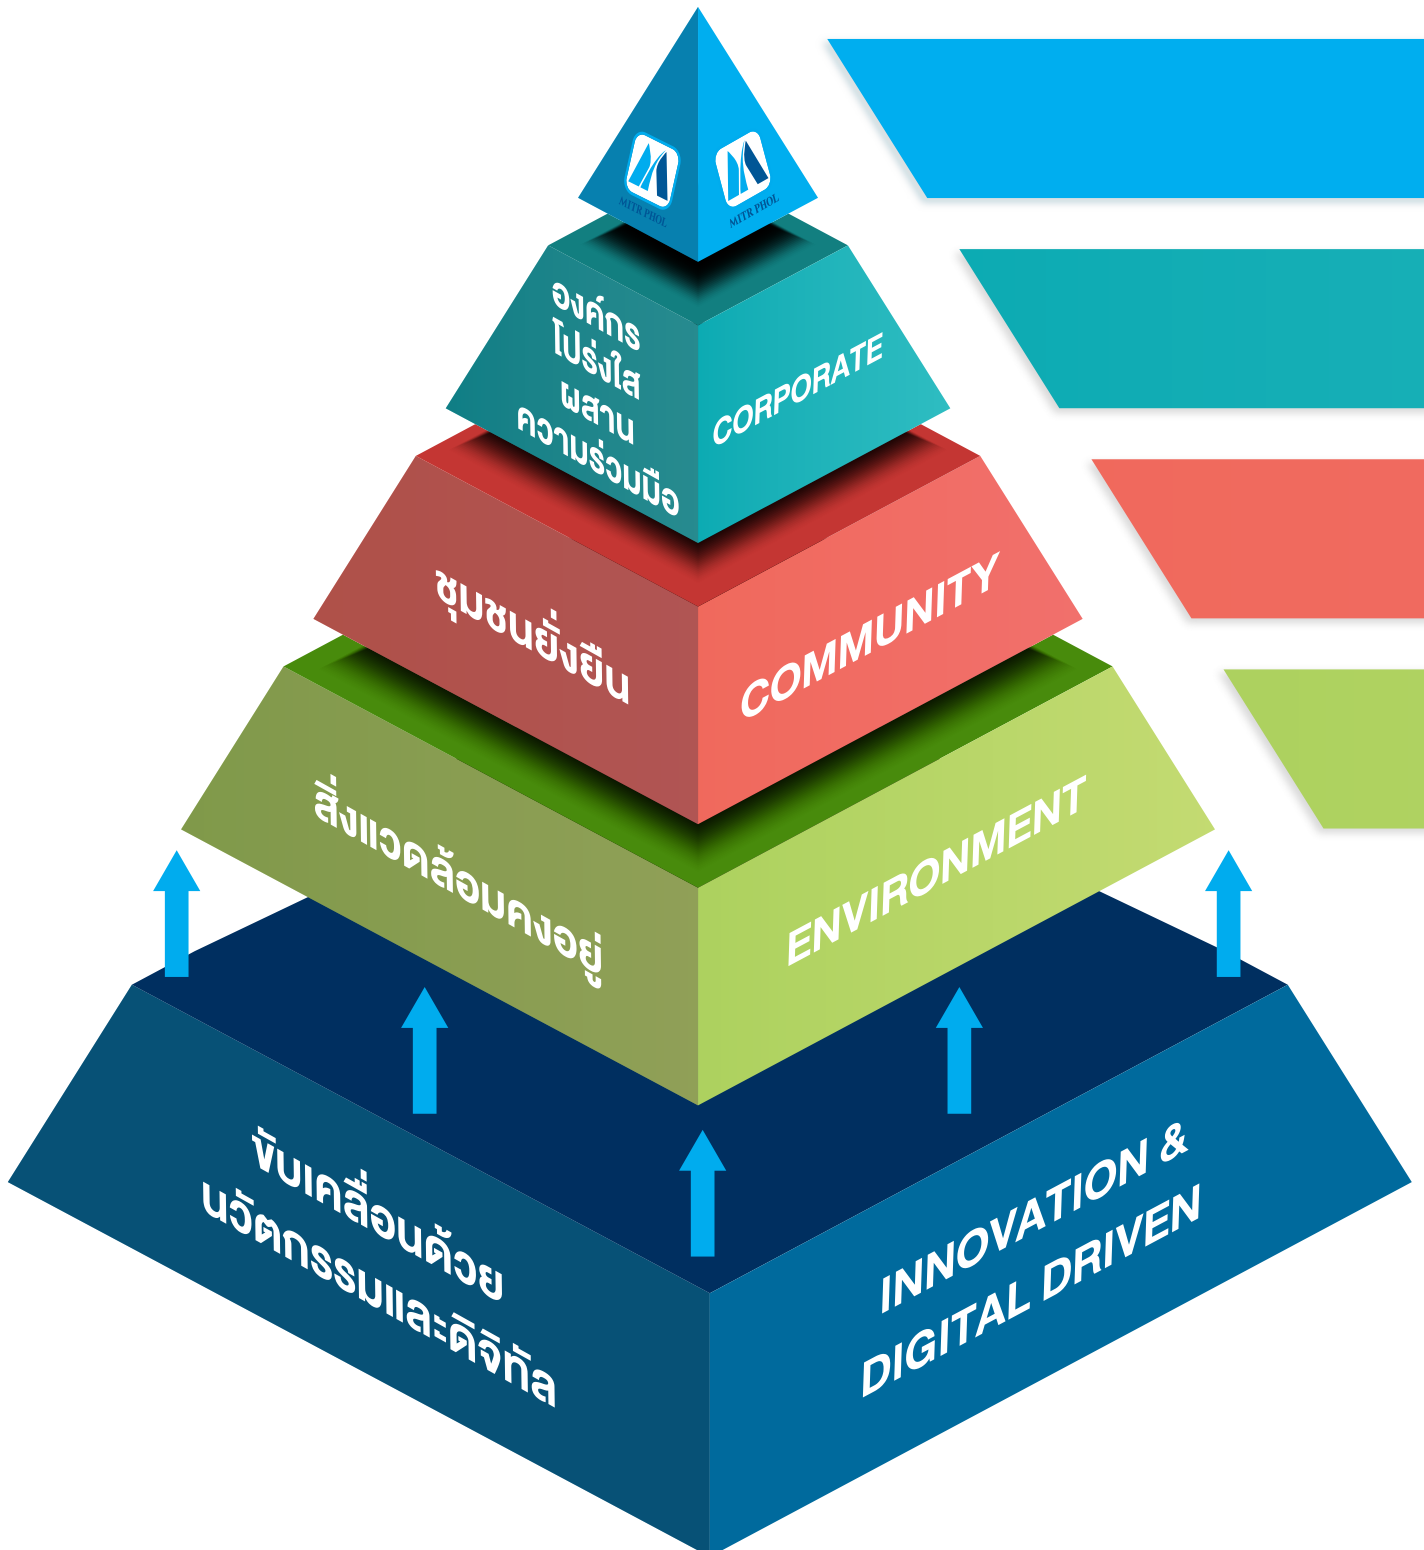 MITR PHOL
MITR PHOL
องค์กร
โปร่งใส
ผสาน
ความร่วมมือ
CORPORATE
ชุมชนยั่งยืน
COMMUNITY
สิ่งแวดล้อมคงอยู่
ENVIRONMENT
ขับเคลื่อนด้วย
นวัตกรรมและดิจิทัล
INNOVATION &
DIGITAL DRIVEN